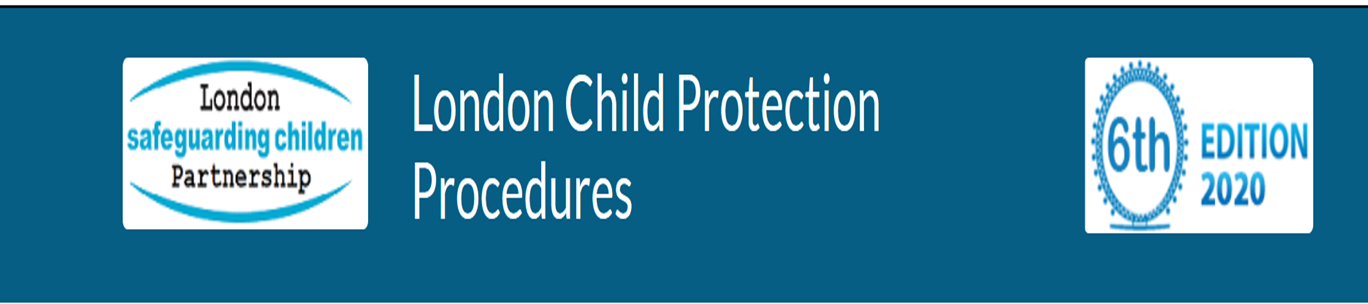 London
safeguarding children
Partnership
London Child Protection
Procedures
6th
EDITION
2020